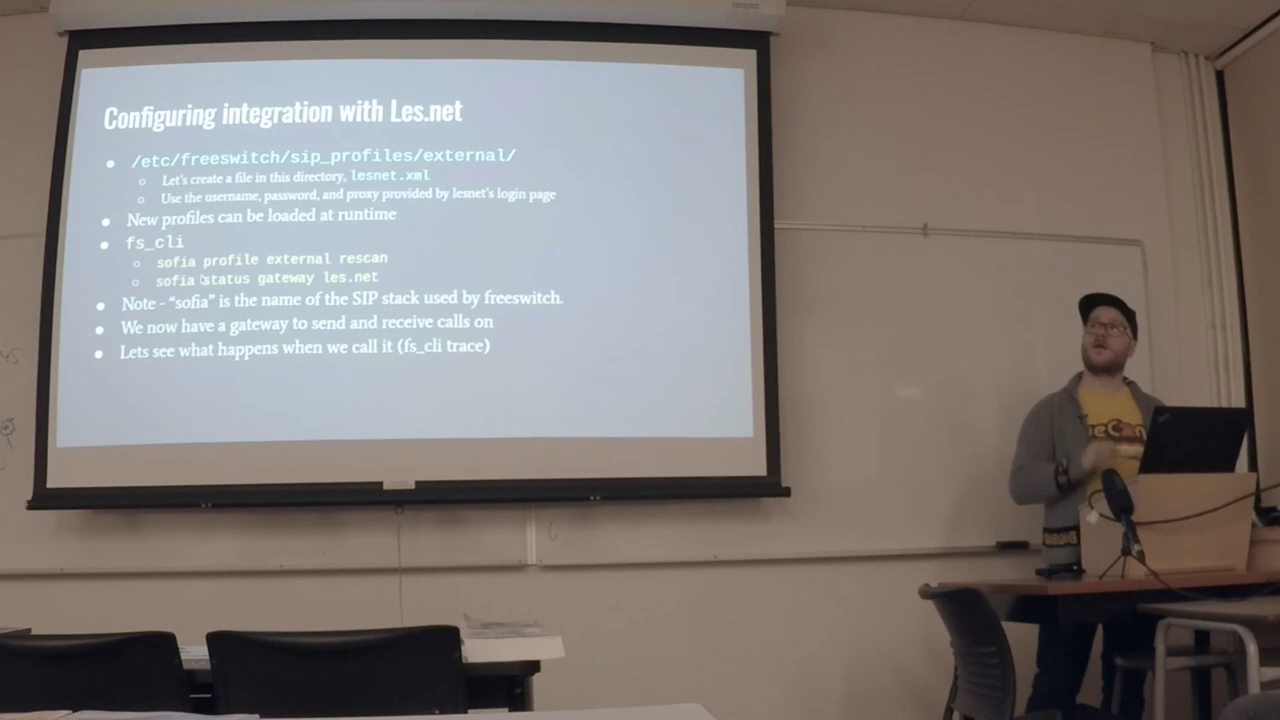 Configuring integration with Les.net
● /etc/freeswitch/sip_profiles/external/
○ Let's create a file in this directory, lesnet.xml
○ Use the username, password, and proxy provided by lesnet's login page
● New profiles can be loaded at runtime
● fs_cli
○ sofia profile external rescan
○ sofia status gateway les.net
● Note - “sofia” is the name of the SIP stack used by freeswitch.
● We now have a gateway to send and receive calls on
● Lets see what happens when we call it (fs_cli trace)